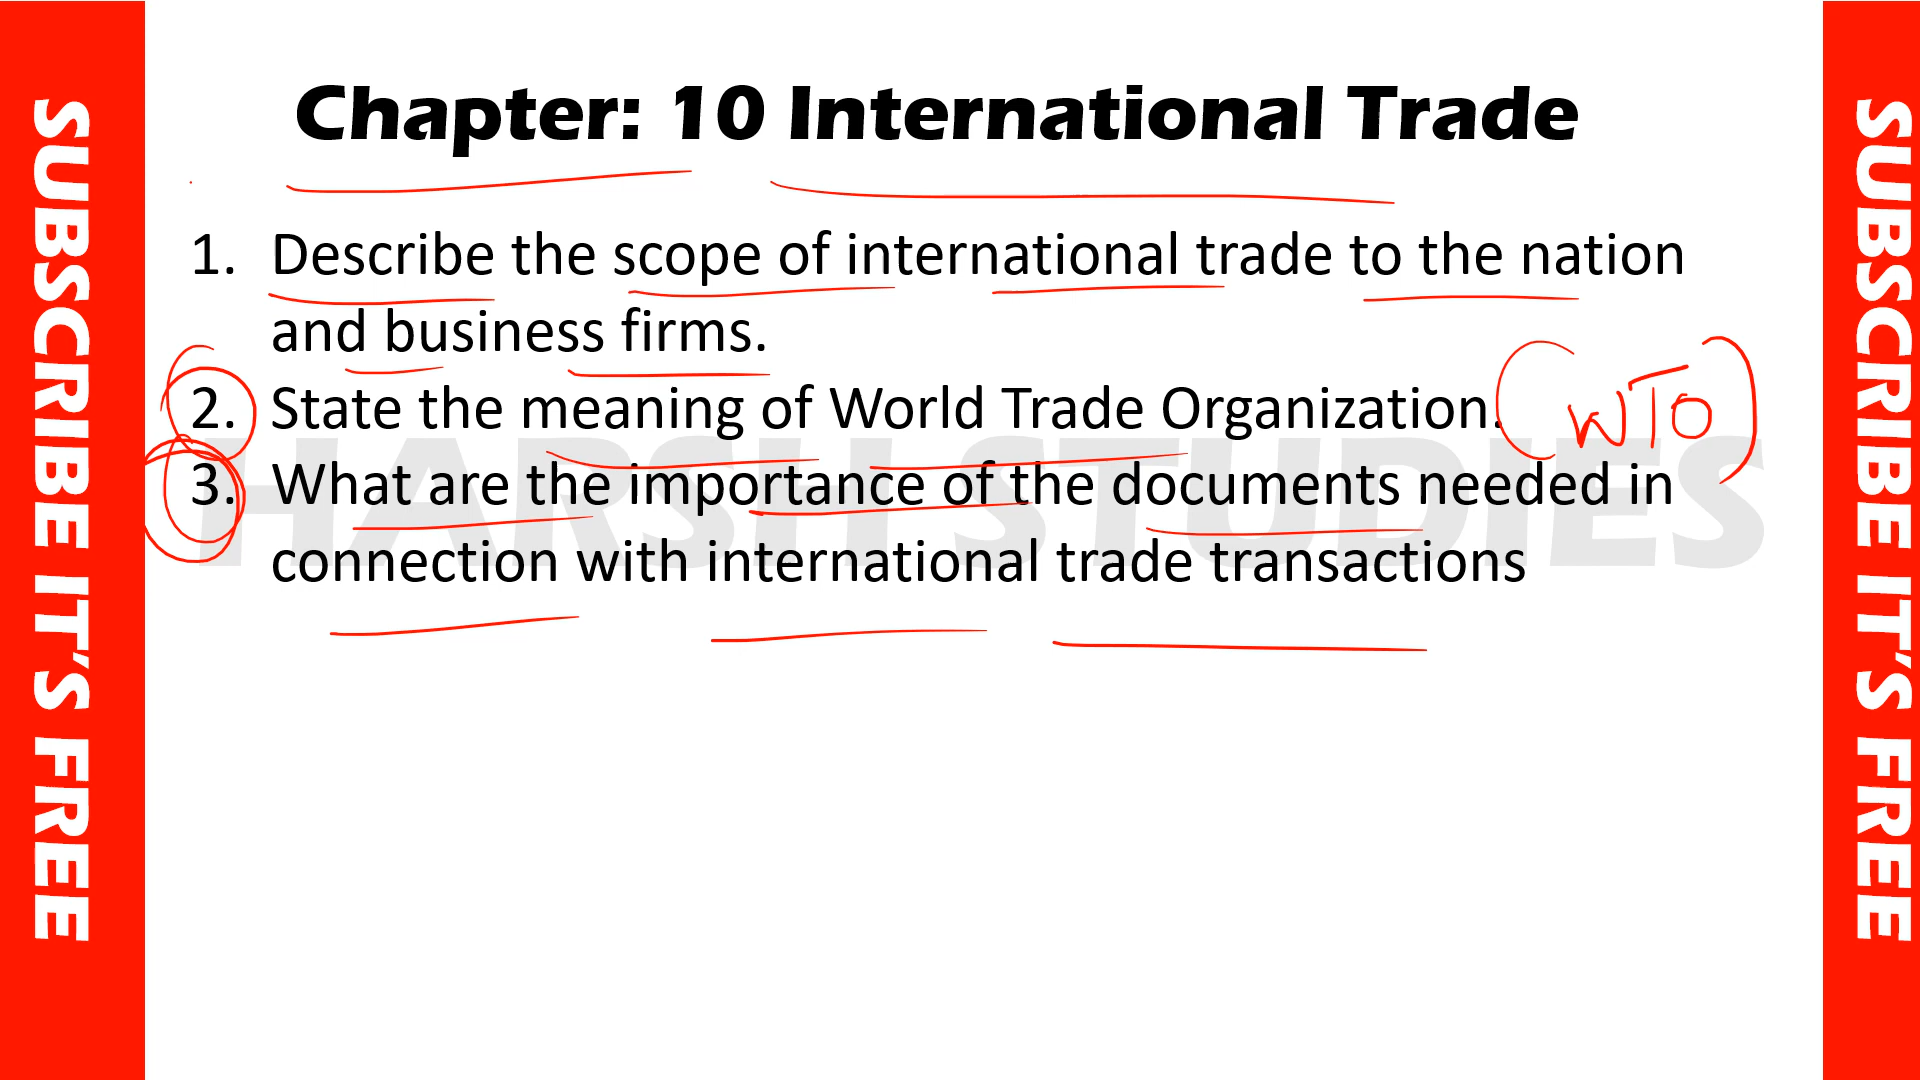 SUBSCRIBE IT'S FREE
Chapter: 10 International Trade
1. Describe the scope of international trade to the nation
and business firms.
2. State the meaning of World Trade Organization. (WTO)
3. What are the importance of the documents needed in
connection with international trade transactions
HARSH STUDIES
SUBSCRIBE IT'S FREE